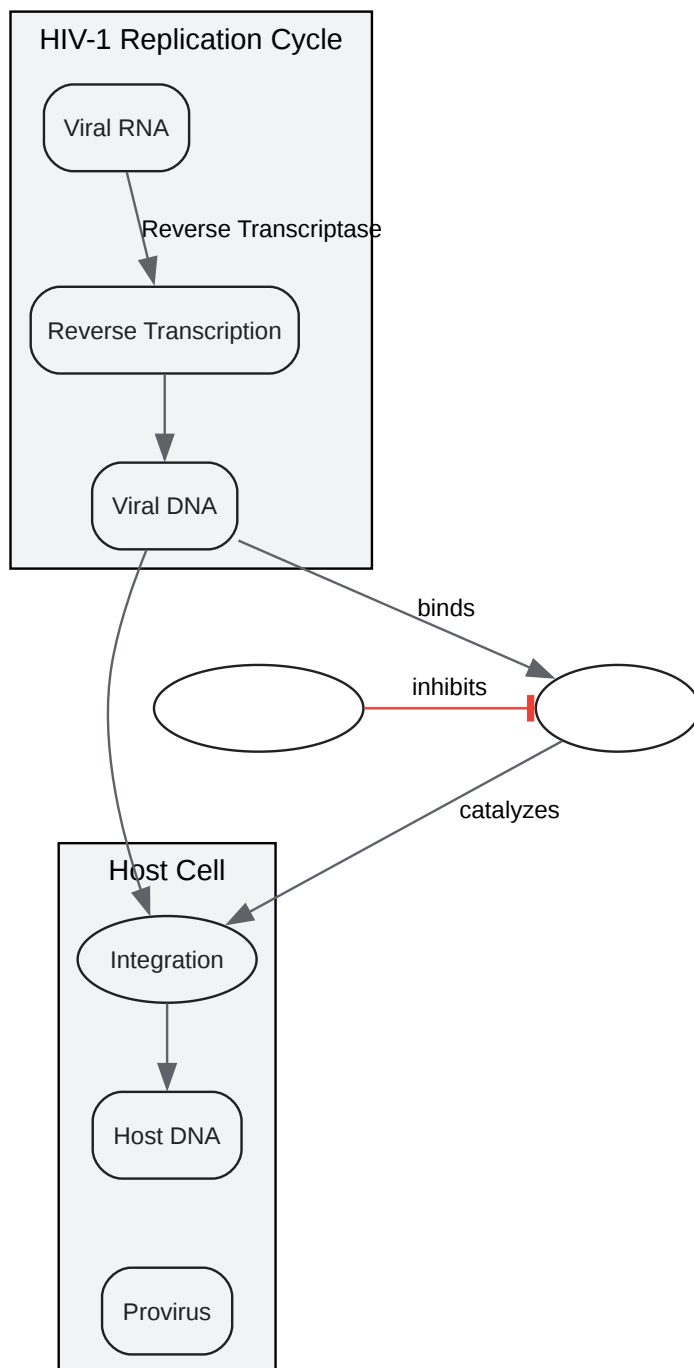 HIV-1 Replication Cycle
Viral RNA
Reverse Transcriptase
Reverse Transcription
Viral DNA
binds
inhibits
catalyzes
Host Cell
Integration
Host DNA
Provirus